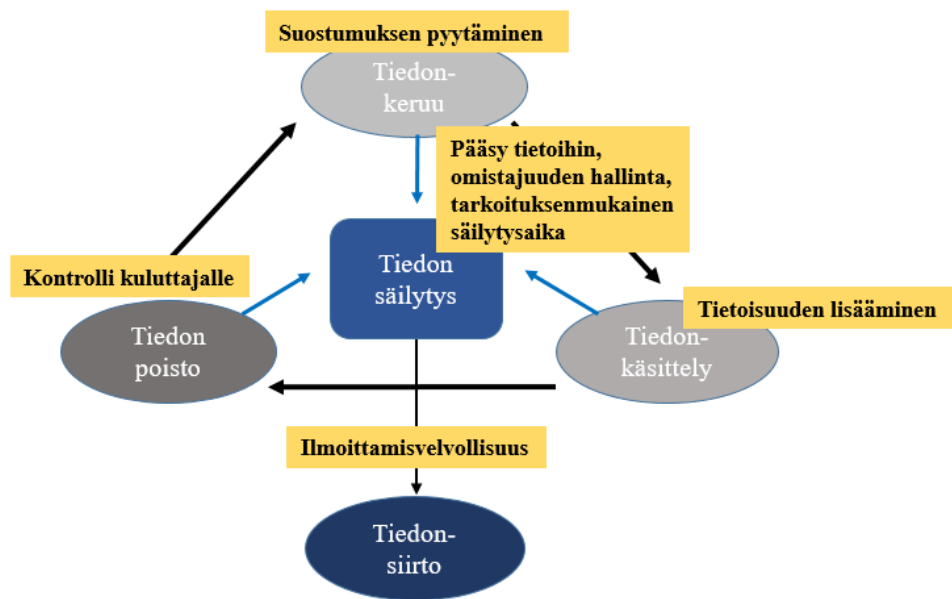 Suostumuksen pyytäminen
Tiedon-
keruu
Pääsy tietoihin,
omistajuuden hallinta,
tarkoituksenmukainen
säilytysaika
Kontrolli kuluttajalle
Tiedon
säilytys
Tietoisuuden lisääminen
Tiedon
poisto
Tiedon-
käsittely
Ilmoittamisvelvollisuus
Tiedon-
siirto